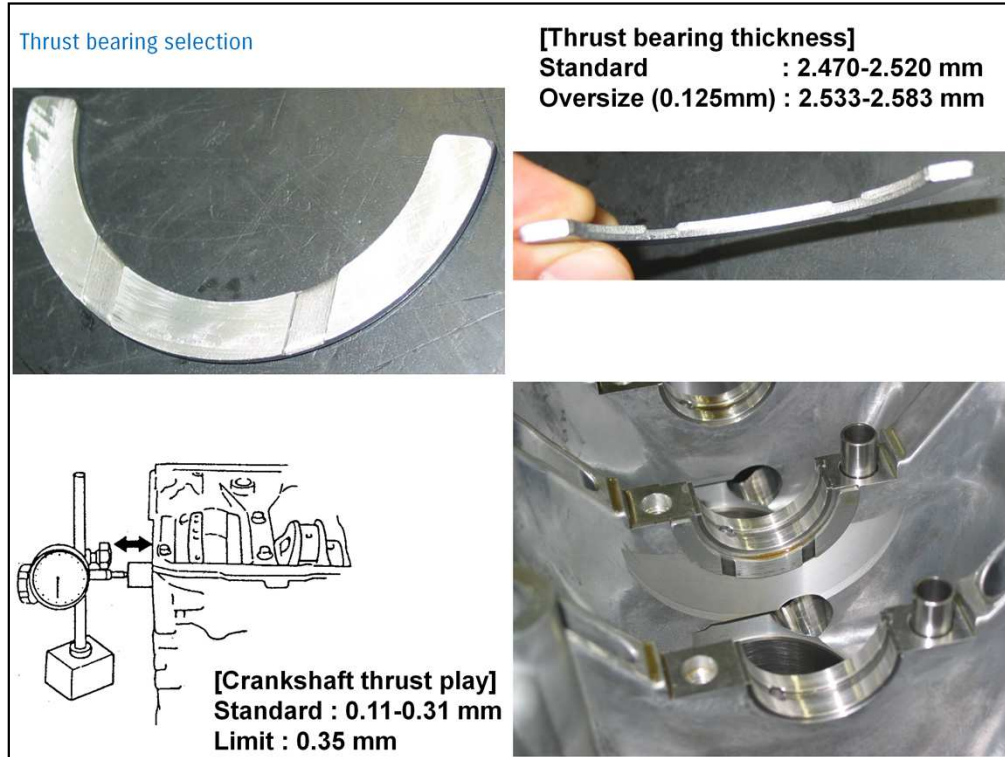 Thrust bearing selection
[Thrust bearing thickness]
Standard : 2.470-2.520 mm
Oversize (0.125mm) : 2.533-2.583 mm
[Crankshaft thrust play]
Standard : 0.11-0.31 mm
Limit : 0.35 mm